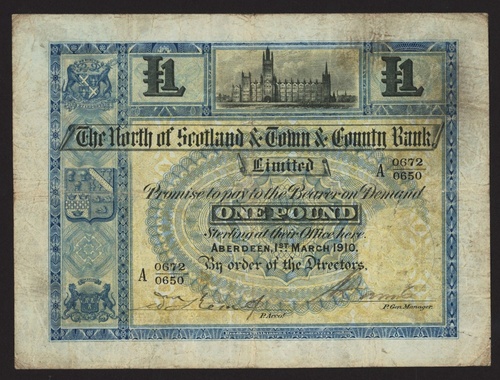 £1 £1
The North of Scotland & Town & County Bank
Limited
A 0672
0650
Promise to pay to the Bearer on Demand
ONE POUND
Sterling at their Office here.
ABERDEEN, 1ST MARCH 1910.
By order of the Directors.
A 0672
0650
P. Acct.
P. Gen. Manager.